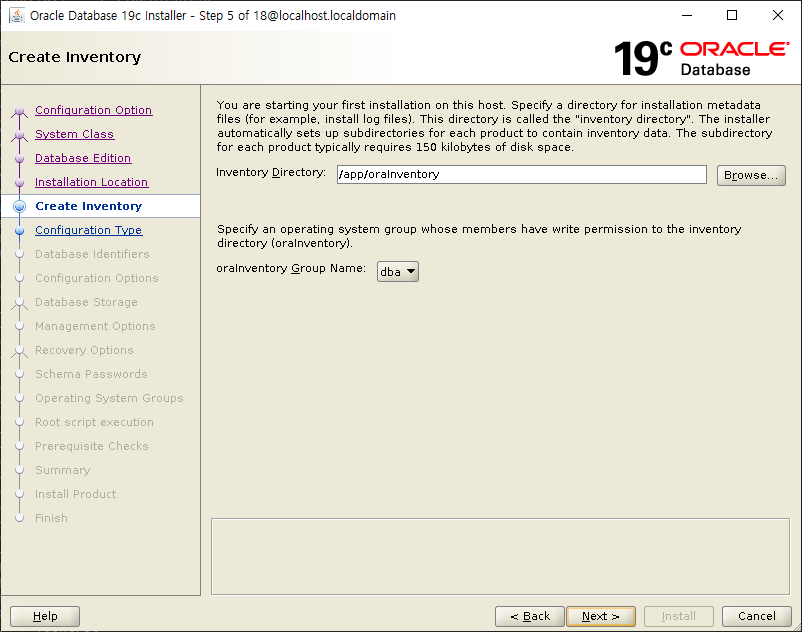 Oracle Database 19c Installer - Step 5 of 18@localhost.localdomain
Create Inventory
19c ORACLE
Database
Configuration Option
System Class
Database Edition
Installation Location
Create Inventory
Configuration Type
Database Identifiers
Configuration Options
Database Storage
Management Options
Recovery Options
Schema Passwords
Operating System Groups
Root script execution
Prerequisite Checks
Summary
Install Product
Finish
You are starting your first installation on this host. Specify a directory for installation metadata
files (for example, install log files). This directory is called the "inventory directory". The installer
automatically sets up subdirectories for each product to contain inventory data. The subdirectory
for each product typically requires 150 kilobytes of disk space.
Inventory Directory: /app/oraInventory Browse...
Specify an operating system group whose members have write permission to the inventory
directory (oraInventory).
oraInventory Group Name: dba
Help < Back Next > Install Cancel